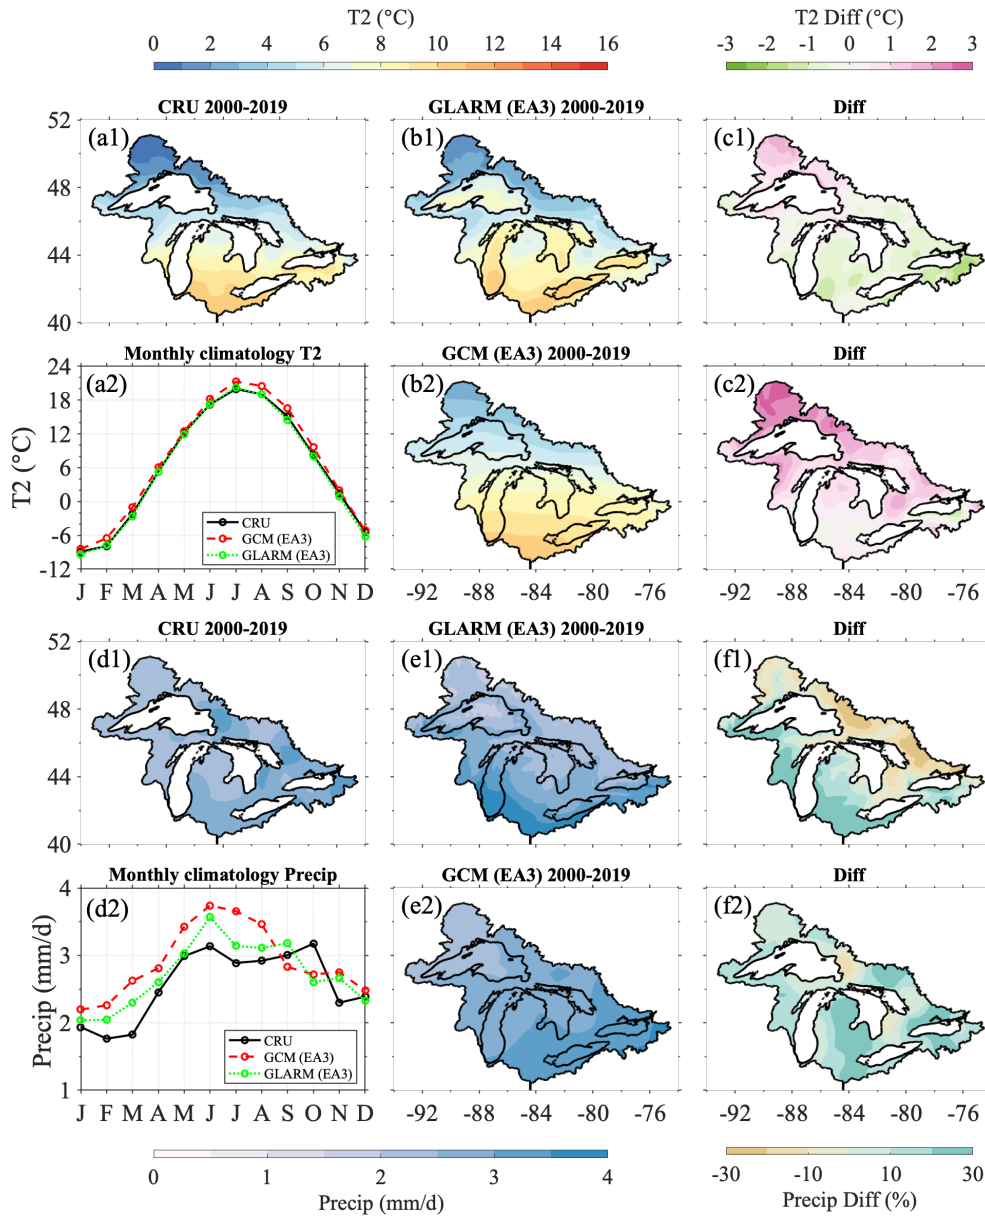 T2 (°C)
T2 Diff (°C)
0 2 4 6 8 10 12 14 16
-3 -2 -1 0 1 2 3
CRU 2000-2019
GLARM (EA3) 2000-2019
Diff
(a1)
(b1)
(c1)
52
48
44
40
Monthly climatology T2
GCM (EA3) 2000-2019
Diff
(a2)
(b2)
(c2)
T2 (°C)
24
18
12
6
0
-6
-12
CRU
GCM (EA3)
GLARM (EA3)
J F M A M J J A S O N D
-92 -88 -84 -80 -76
-92 -88 -84 -80 -76
CRU 2000-2019
GLARM (EA3) 2000-2019
Diff
(d1)
(e1)
(f1)
52
48
44
40
Monthly climatology Precip
GCM (EA3) 2000-2019
Diff
(d2)
(e2)
(f2)
Precip (mm/d)
4
3
2
1
CRU
GCM (EA3)
GLARM (EA3)
J F M A M J J A S O N D
-92 -88 -84 -80 -76
-92 -88 -84 -80 -76
0 1 2 3 4
Precip (mm/d)
-30 -10 10 30
Precip Diff (%)